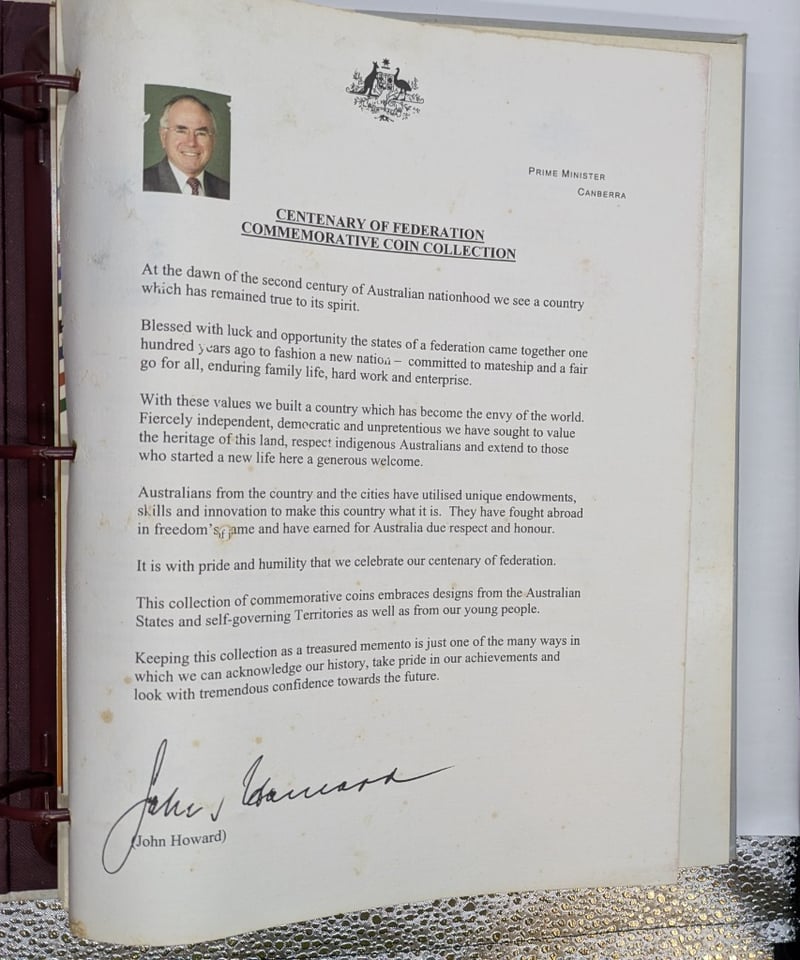 PRIME MINISTER
CANBERRA
CENTENARY OF FEDERATION
COMMEMORATIVE COIN COLLECTION
At the dawn of the second century of Australian nationhood we see a country
which has remained true to its spirit.
Blessed with luck and opportunity the states of a federation came together one
hundred years ago to fashion a new nation – committed to mateship and a fair
go for all, enduring family life, hard work and enterprise.
With these values we built a country which has become the envy of the world.
Fiercely independent, democratic and unpretentious we have sought to value
the heritage of this land, respect indigenous Australians and extend to those
who started a new life here a generous welcome.
Australians from the country and the cities have utilised unique endowments,
skills and innovation to make this country what it is. They have fought abroad
in freedom's ame and have earned for Australia due respect and honour.
It is with pride and humility that we celebrate our centenary of federation.
This collection of commemorative coins embraces designs from the Australian
States and self-governing Territories as well as from our young people.
Keeping this collection as a treasured memento is just one of the many ways in
which we can acknowledge our history, take pride in our achievements and
look with tremendous confidence towards the future.
John Howard
(John Howard)